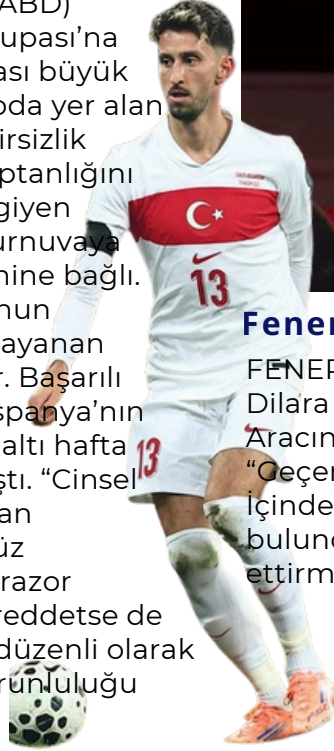 ABD)
upası’na
ası büyük
oda yer alan
irsizlik
ptanlığını
giyen
urnuvaya
nine bağlı.
nun
ayanan
r. Başarılı
spanya’nın
altı hafta
ştı. “Cinsel
an
üz
razor
reddetse de
düzenli olarak
runluluğu
13
13
Fener
FENER
Dilara
Aracın
“Geçer
İçinde
bulund
ettirm